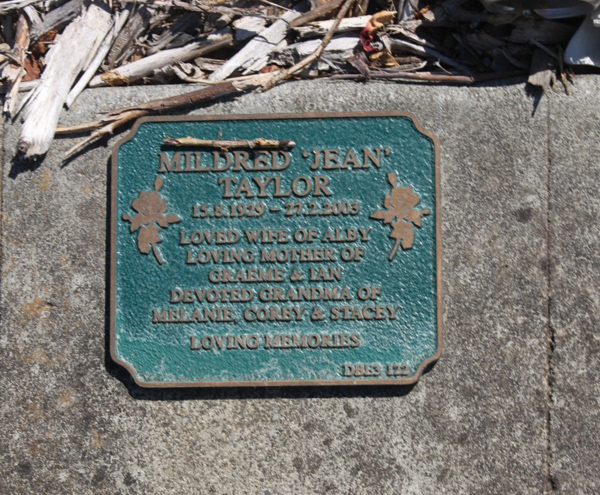 MILDRED 'JEAN'
TAYLOR
15.8.1929 – 27.2.2003
LOVED WIFE OF ALBY
LOVING MOTHER OF
GRAEME & IAN
DEVOTED GRANDMA OF
MELANIE, COREY & STACEY
LOVING MEMORIES
DBE3 122